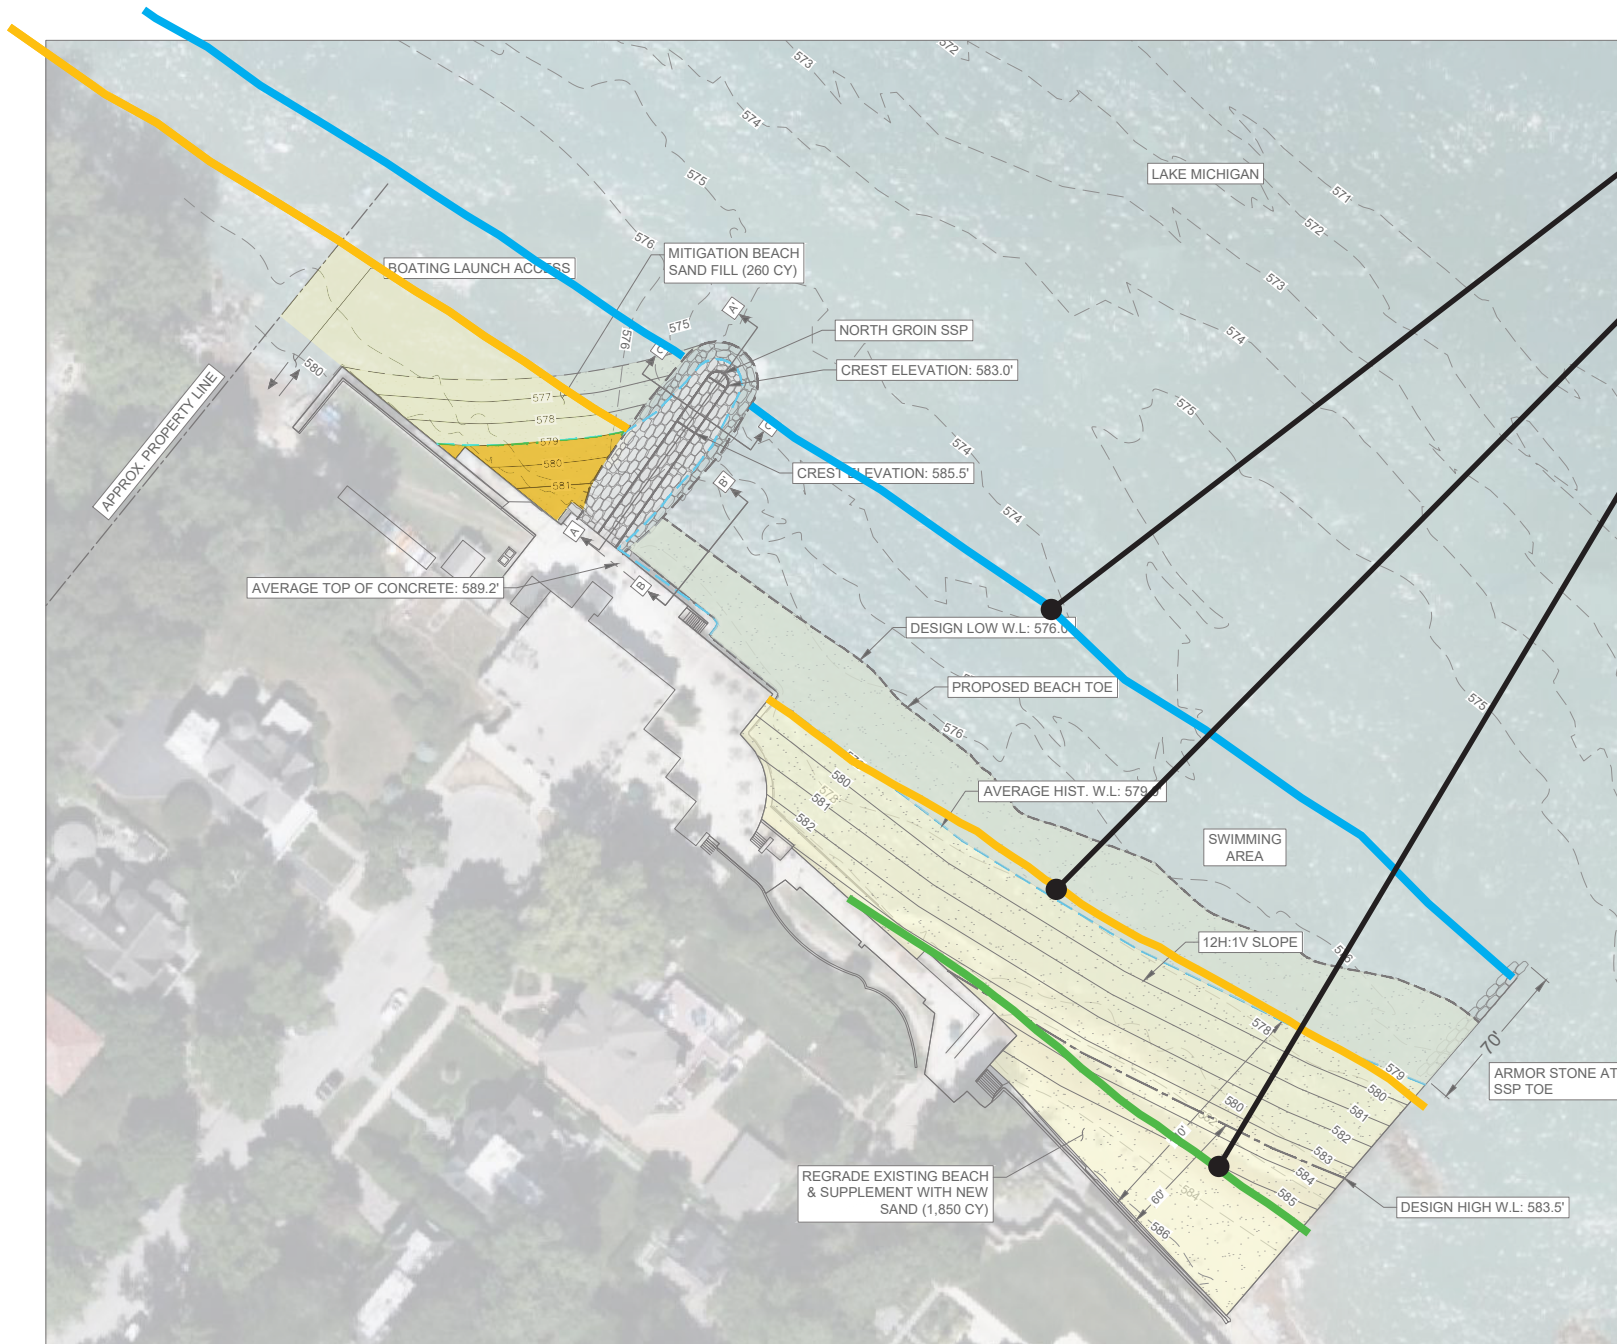 572
573
574
LAKE MICHIGAN
571
575
572
576
MITIGATION BEACH
SAND FILL (260 CY)
BOATING LAUNCH ACCESS
573
A'
575
576
NORTH GROIN SSP
574
C
580
CREST ELEVATION: 583.0'
577
575
578
APPROX. PROPERTY LINE
579
574
580
CREST ELEVATION: 585.5'
581
B'
574
A
AVERAGE TOP OF CONCRETE: 589.2'
B
DESIGN LOW W.L: 576.0
PROPOSED BEACH TOE
575
576
580
AVERAGE HIST. W.L: 579.
581
582
SWIMMING
AREA
12H:1V SLOPE
578
70'
579
ARMOR STONE AT
SSP TOE
580
580
581
582
583
REGRADE EXISTING BEACH
& SUPPLEMENT WITH NEW
SAND (1,850 CY)
584
60'
584
585
DESIGN HIGH W.L: 583.5'
586